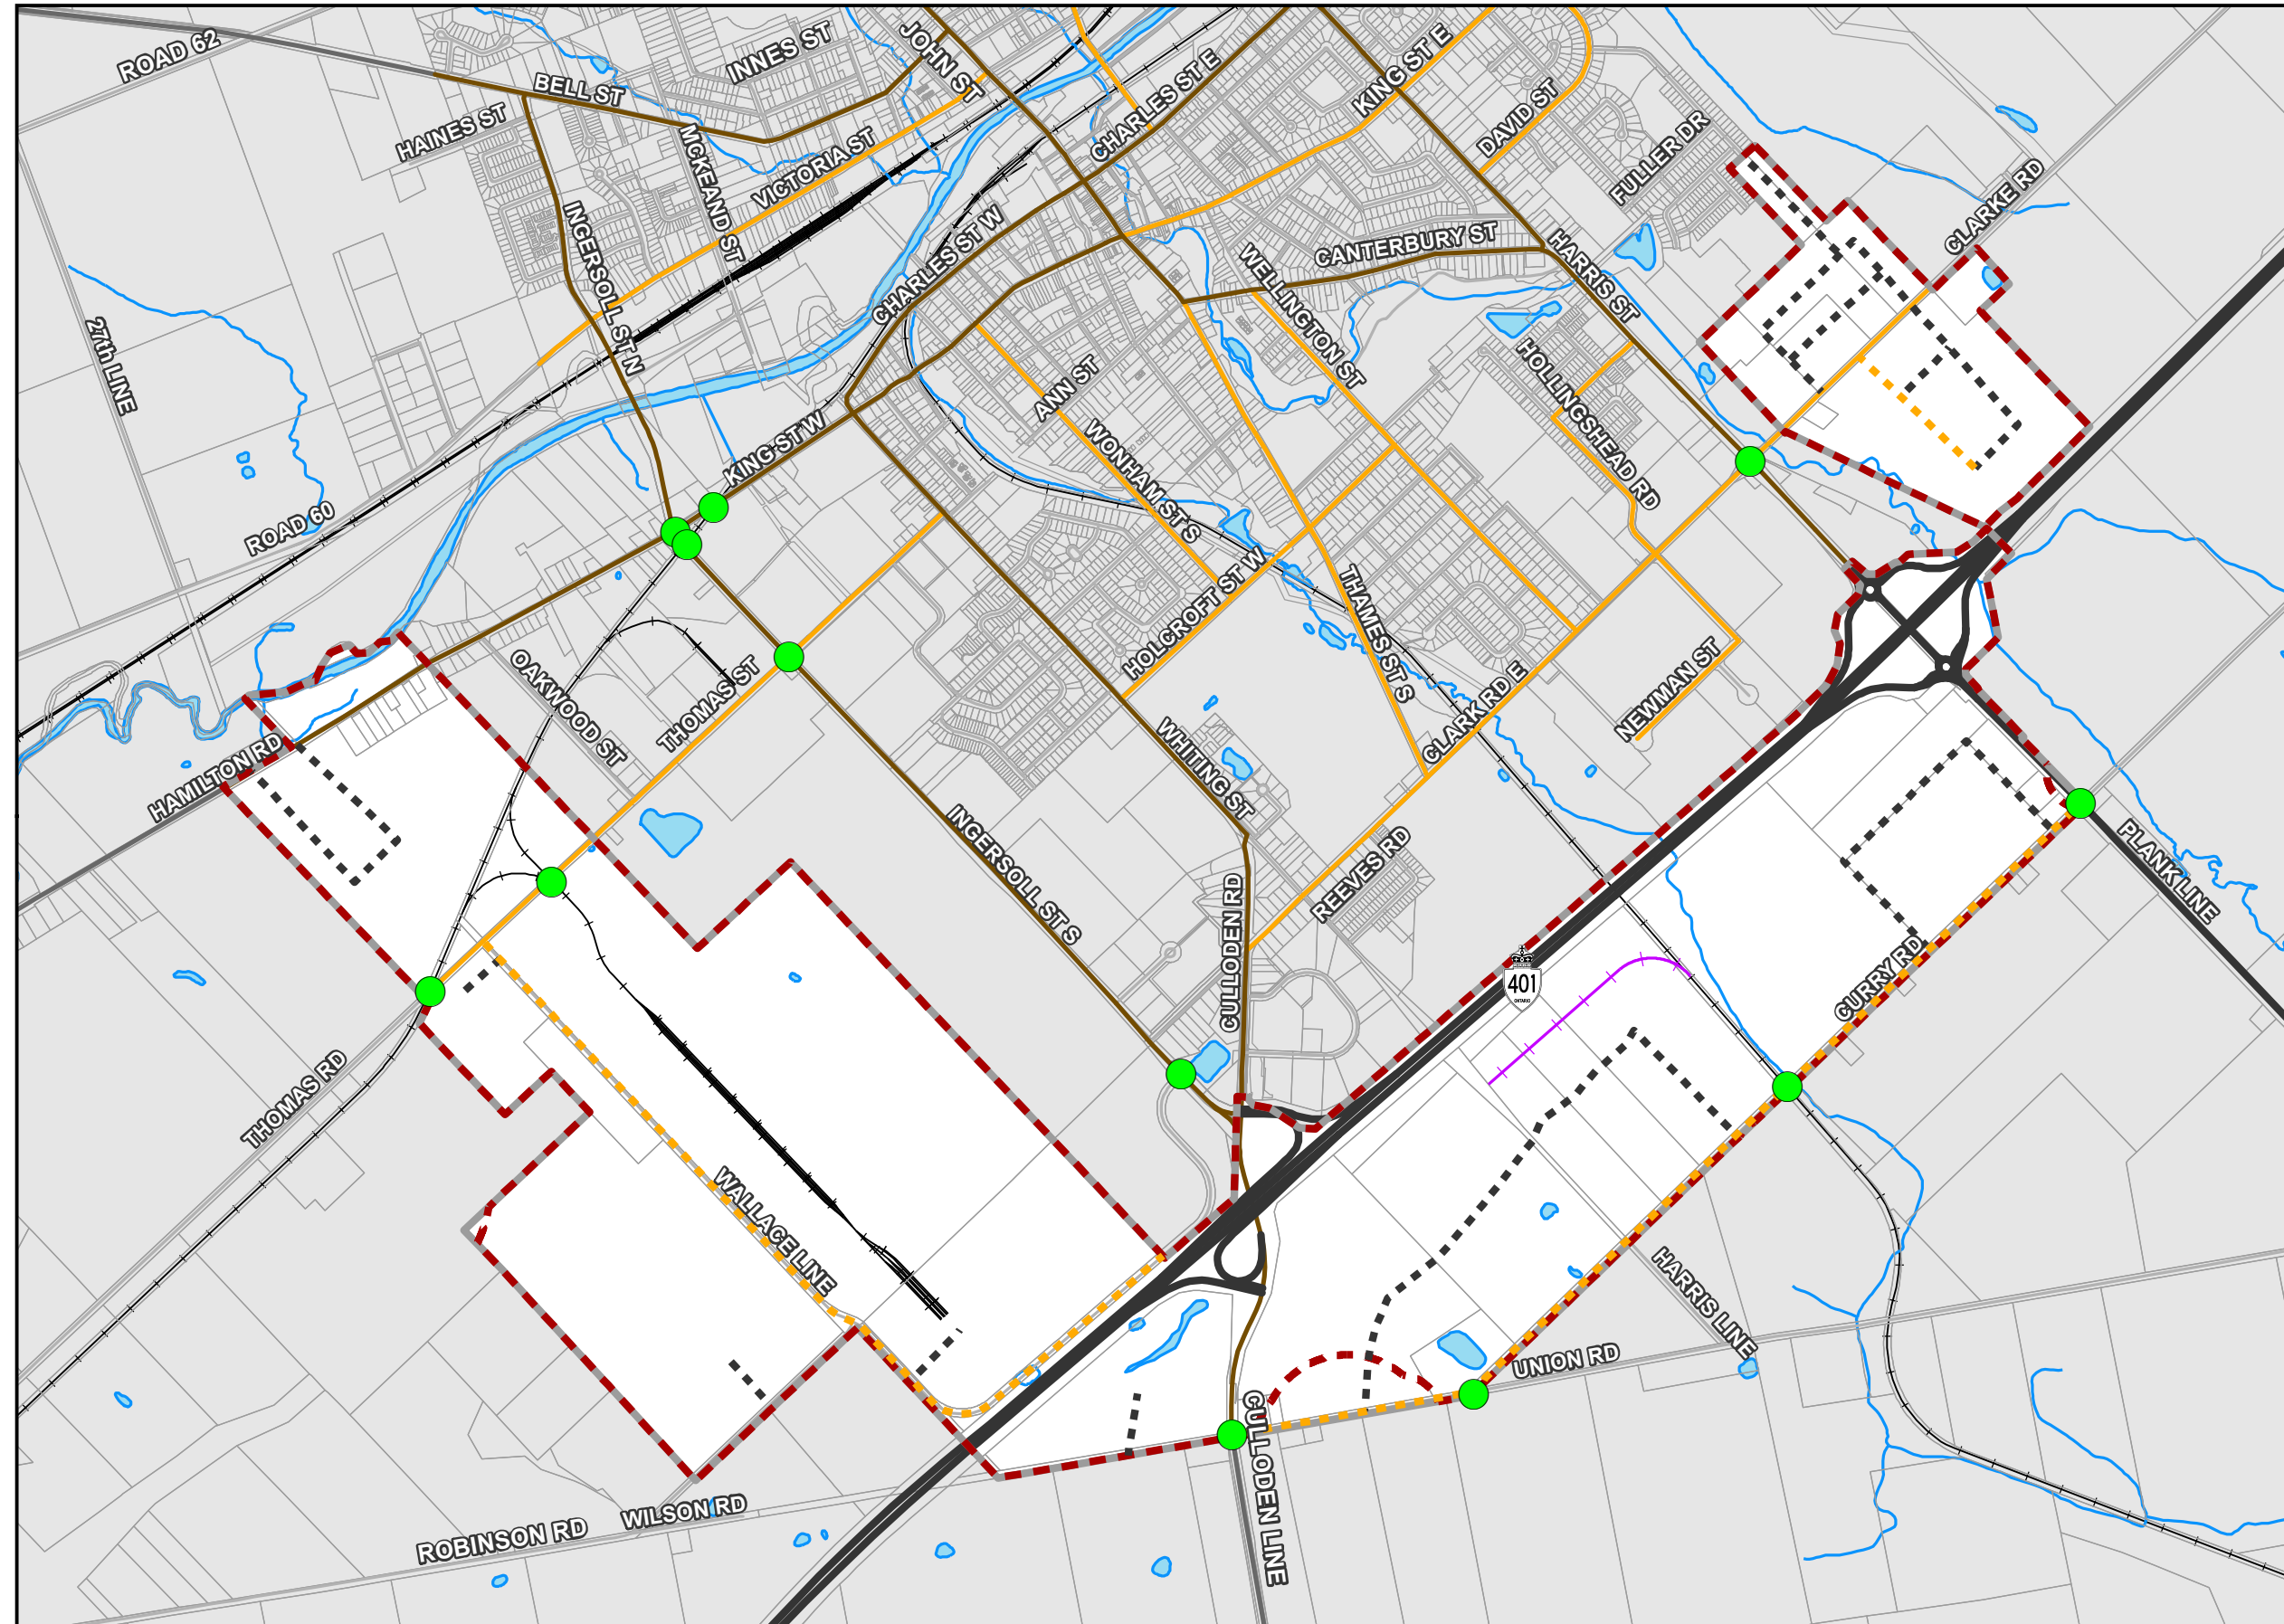 ROAD 62
INNES ST
JOHN ST
BELL ST
HAINES ST
MCKEAND ST
VICTORIA ST
CHARLES ST E
KING ST E
DAVID ST
FULLER DR
CLARKE RD
INGERSOLL ST N
CHARLES ST W
WELLINGTON ST
CANTERBURY ST
HARRIS ST
27th LINE
ANN ST
HOLLINGSHEAD RD
KING ST W
WONHAM ST S
ROAD 60
HOLCROFT ST W
THAMES ST S
OAKWOOD ST
THOMAS ST
NEWMAN ST
CLARK RD E
HAMILTON RD
WHITING ST
INGERSOLL ST S
REEVES RD
CULLODEN RD
PLANK LINE
CURRY RD
401
ONTARIO
THOMAS RD
WALLACE LINE
HARRIS LINE
UNION RD
CULLODEN LINE
WILSON RD
ROBINSON RD